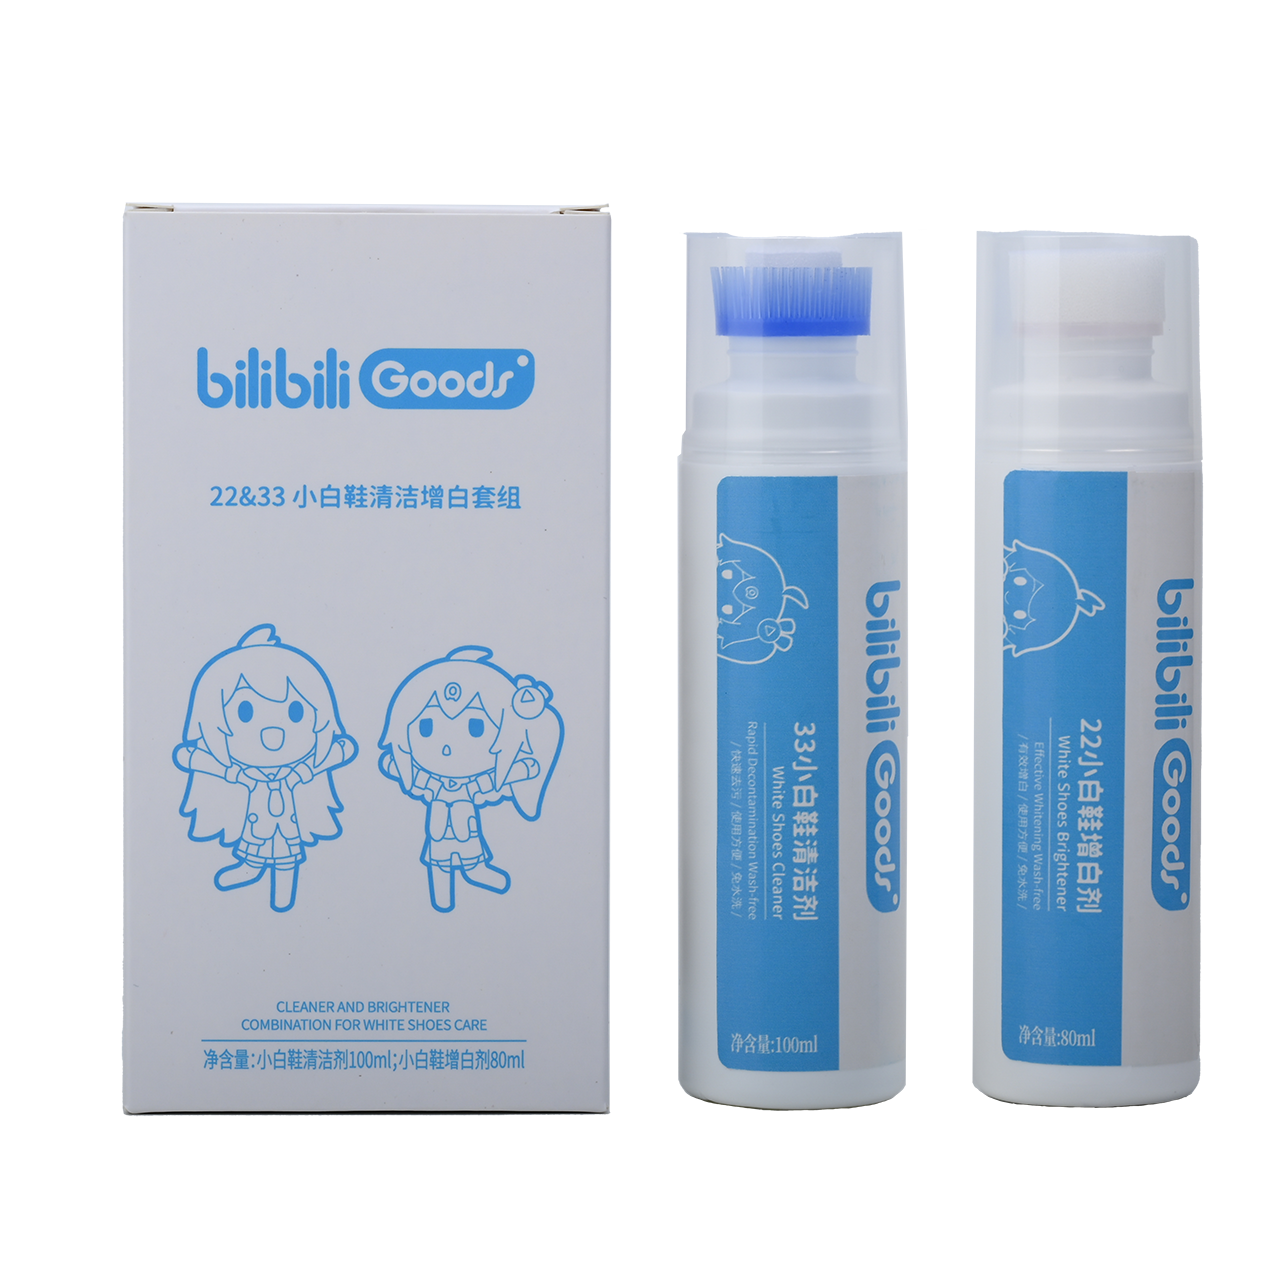 bilibili Goods
22&33 小白鞋清洁增白套组
CLEANER AND BRIGHTENER
COMBINATION FOR WHITE SHOES CARE
净含量:小白鞋清洁剂100ml;小白鞋增白剂80ml
bilibili Goods
33小白鞋清洁剂
White Shoes Cleaner
Rapid Decontamination Wash-free
/ 快速去污 / 使用方便 / 免水洗 /
净含量:100ml
bilibili Goods
22小白鞋增白剂
White Shoes Brightener
Effective Whitening Wash-free
/ 有效增白 / 使用方便 / 免水洗 /
净含量:80ml